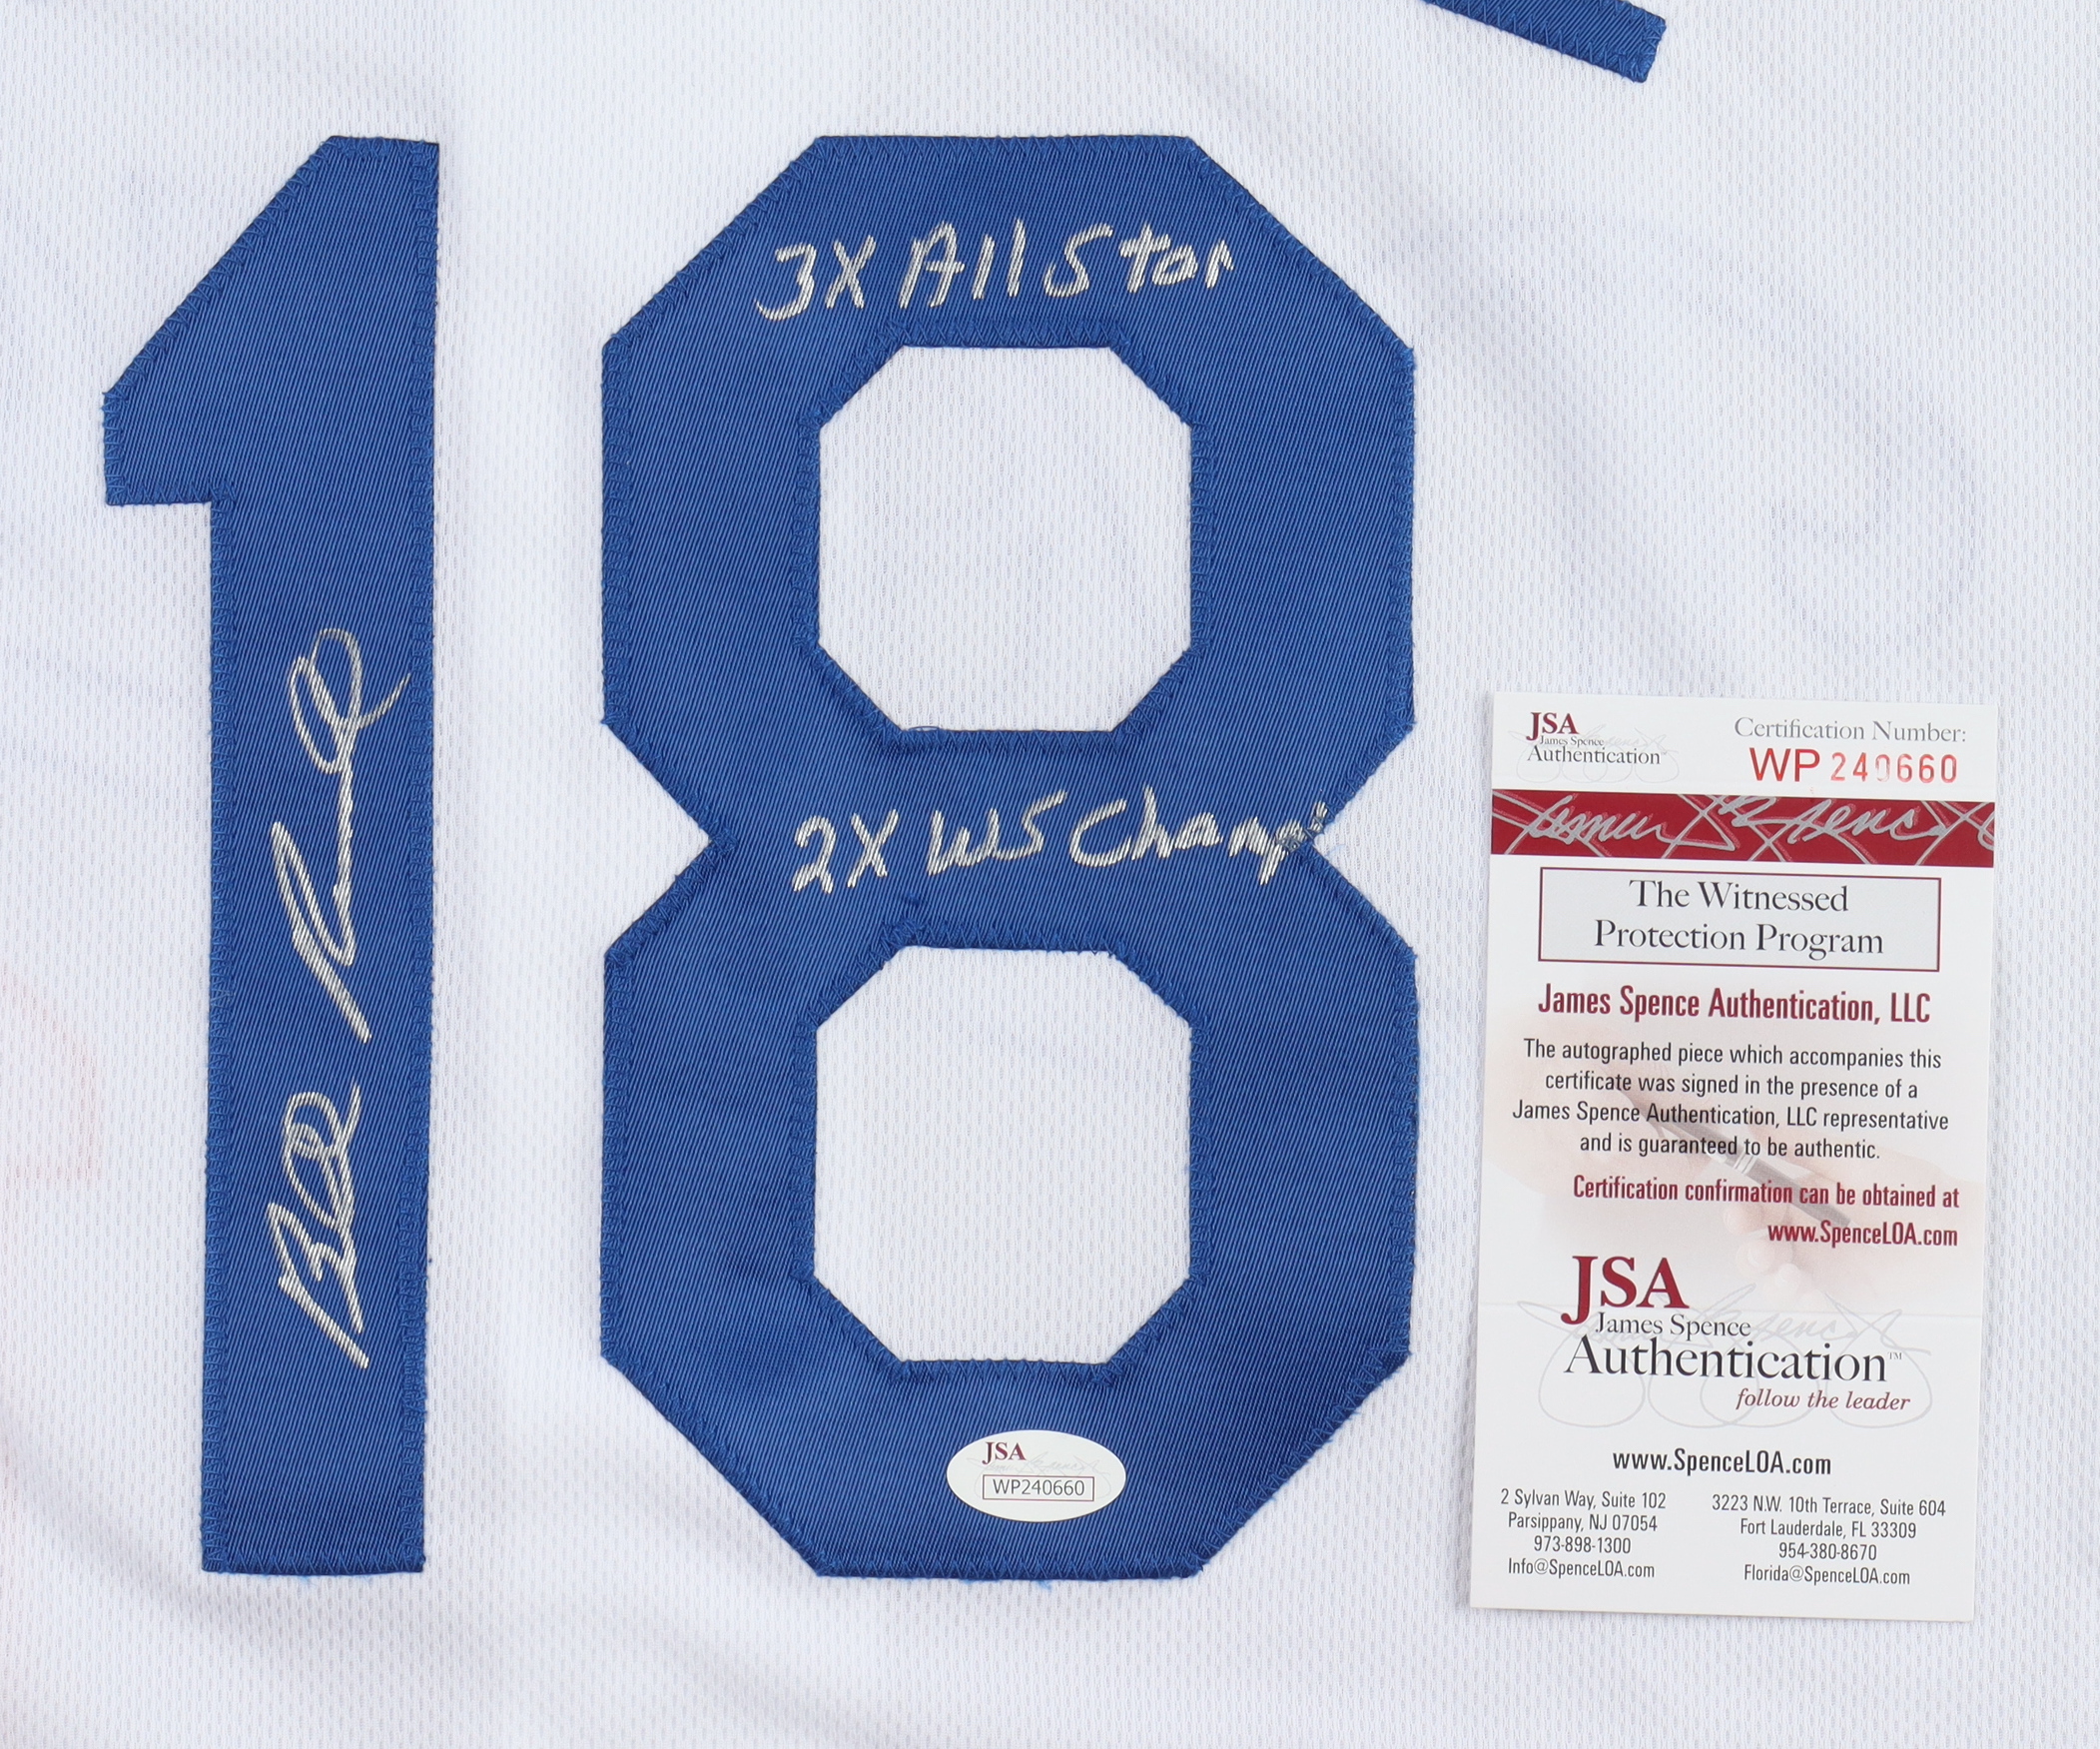 18
3X All Star
2X WS Champ
JSA
WP240660
JSA
James Spence
Authentication
Certification Number:
WP 240660
The Witnessed
Protection Program
James Spence Authentication, LLC
The autographed piece which accompanies this
certificate was signed in the presence of a
James Spence Authentication, LLC representative
and is guaranteed to be authentic.
Certification confirmation can be obtained at
www.SpenceLOA.com
JSA
James Spence
Authentication™
follow the leader
www.SpenceLOA.com
2 Sylvan Way, Suite 102
Parsippany, NJ 07054
973-898-1300
Info@SpenceLOA.com
3223 N.W. 10th Terrace, Suite 604
Fort Lauderdale, FL 33309
954-380-8670
Florida@SpenceLOA.com